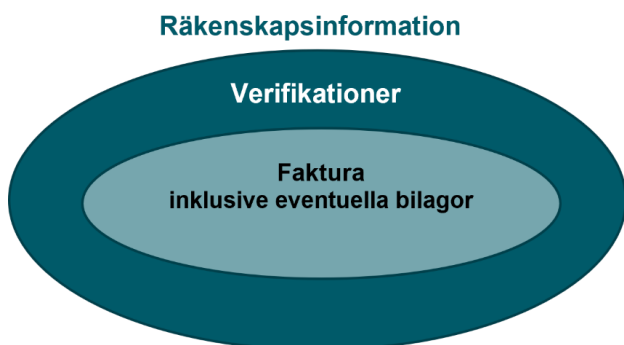 Räkenskapsinformation
Verifikationer
Faktura
inklusive eventuella bilagor